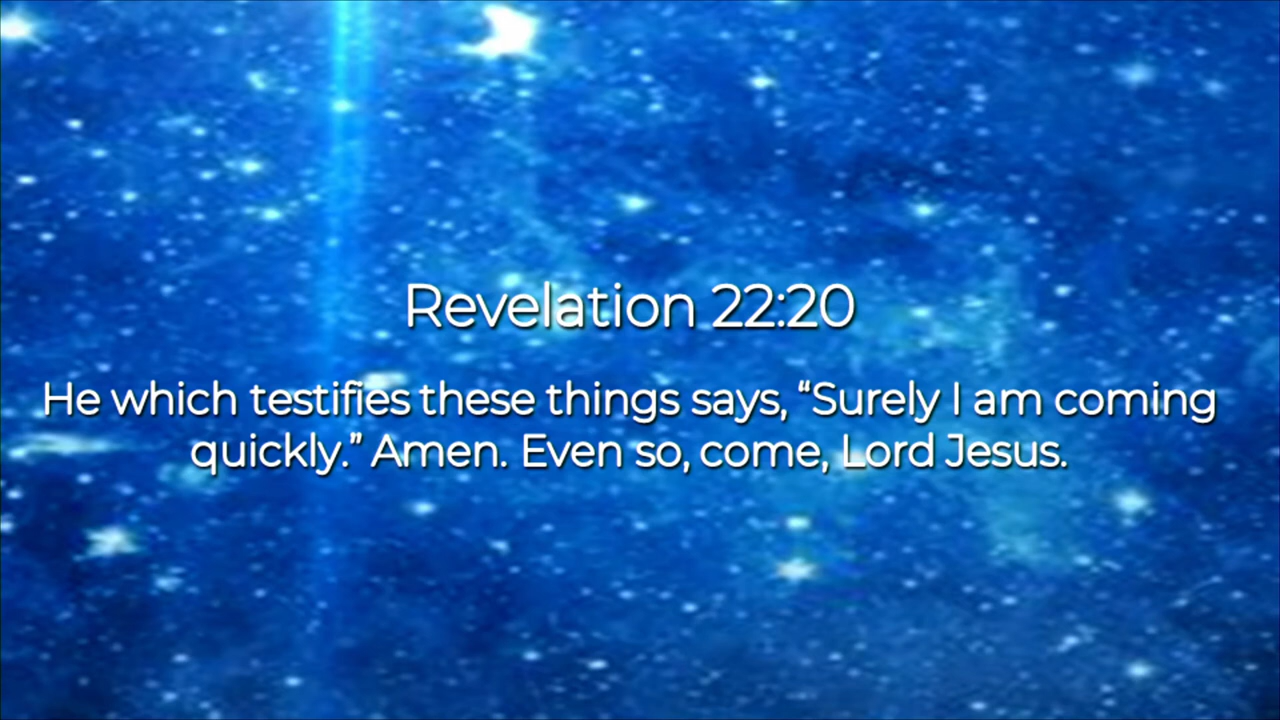 Revelation 22:20
He which testifies these things says, “Surely I am coming
quickly.” Amen. Even so, come, Lord Jesus.